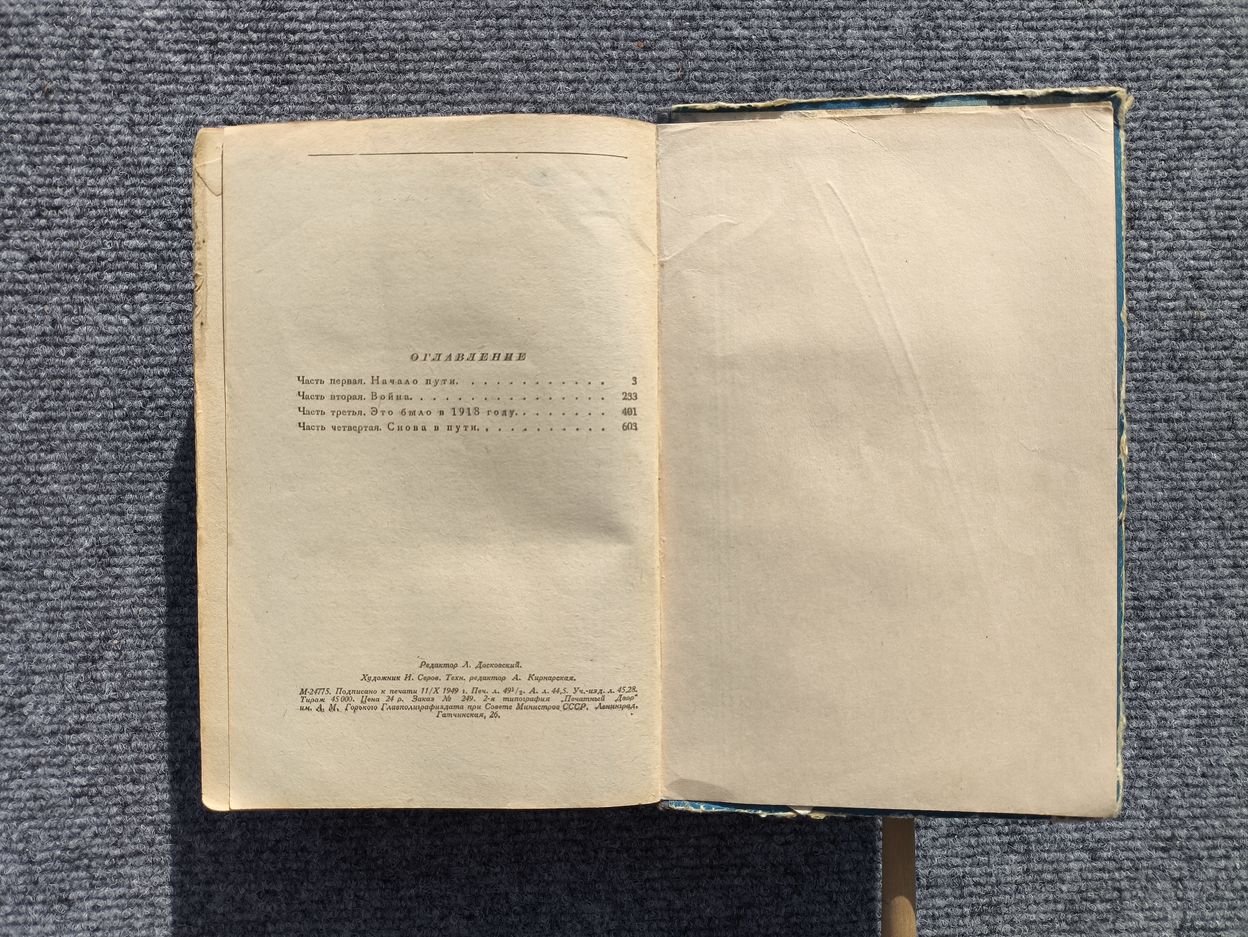 ОГЛАВЛЕНИЕ
Часть первая. Начало пути. . . . . . . . . . . . 3
Часть вторая. Война. . . . . . . . . . . . . . . . 233
Часть третья. Это было в 1918 году. . . . . . . . 401
Часть четвертая. Снова в пути. . . . . . . . . . . 603
Редактор Л. Досковский.
Художник И. Серов. Техн. редактор А. Кирнарская.
М-24775. Подписано к печати 11/X 1949 г. Печ. л. 49¹/₂. А. л. 44,5. Уч.-изд. л. 45,28.
Тираж 45 000. Цена 24 р. Заказ № 249. 2-я типография „Печатный Двор"
им. А. М. Горького Главполиграфиздата при Совете Министров СССР. Ленинград,
Гатчинская, 26.